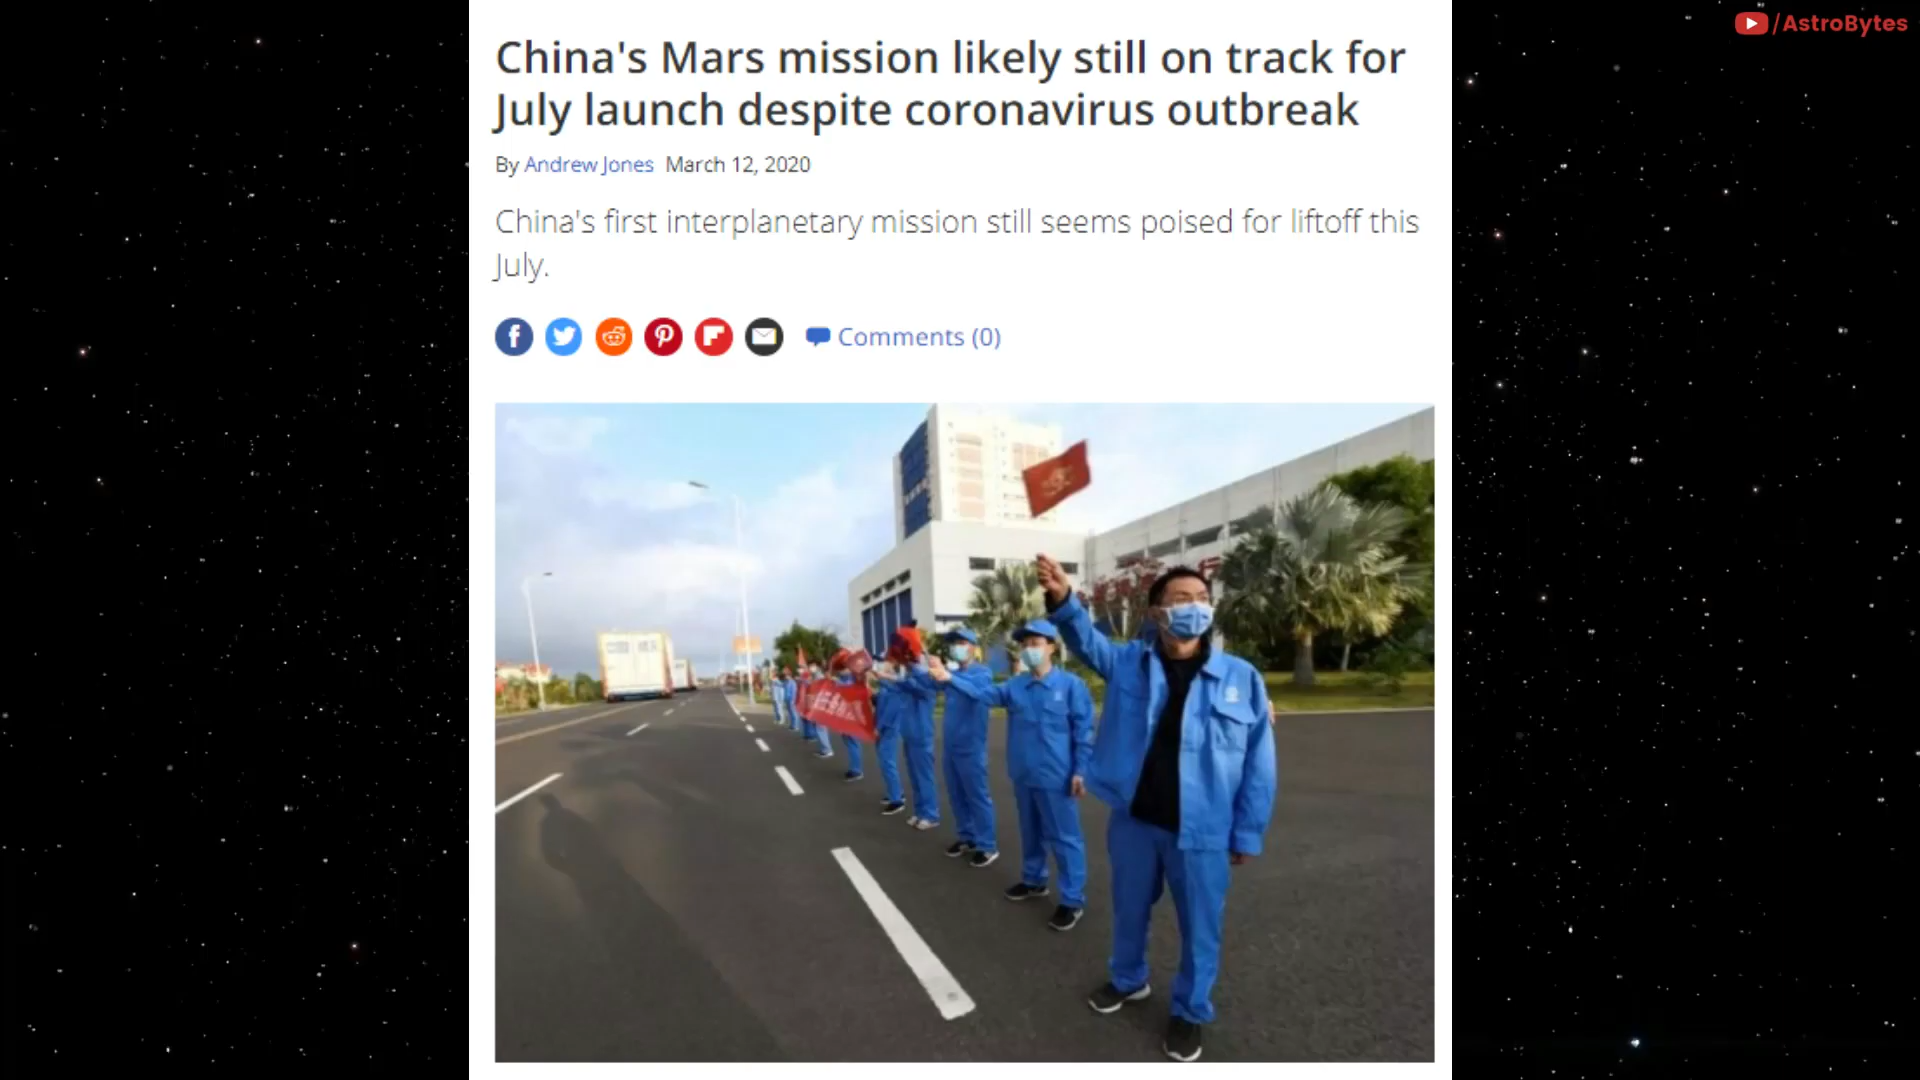 /AstroBytes
China's Mars mission likely still on track for
July launch despite coronavirus outbreak
By Andrew Jones March 12, 2020
China's first interplanetary mission still seems poised for liftoff this
July.
Comments (0)